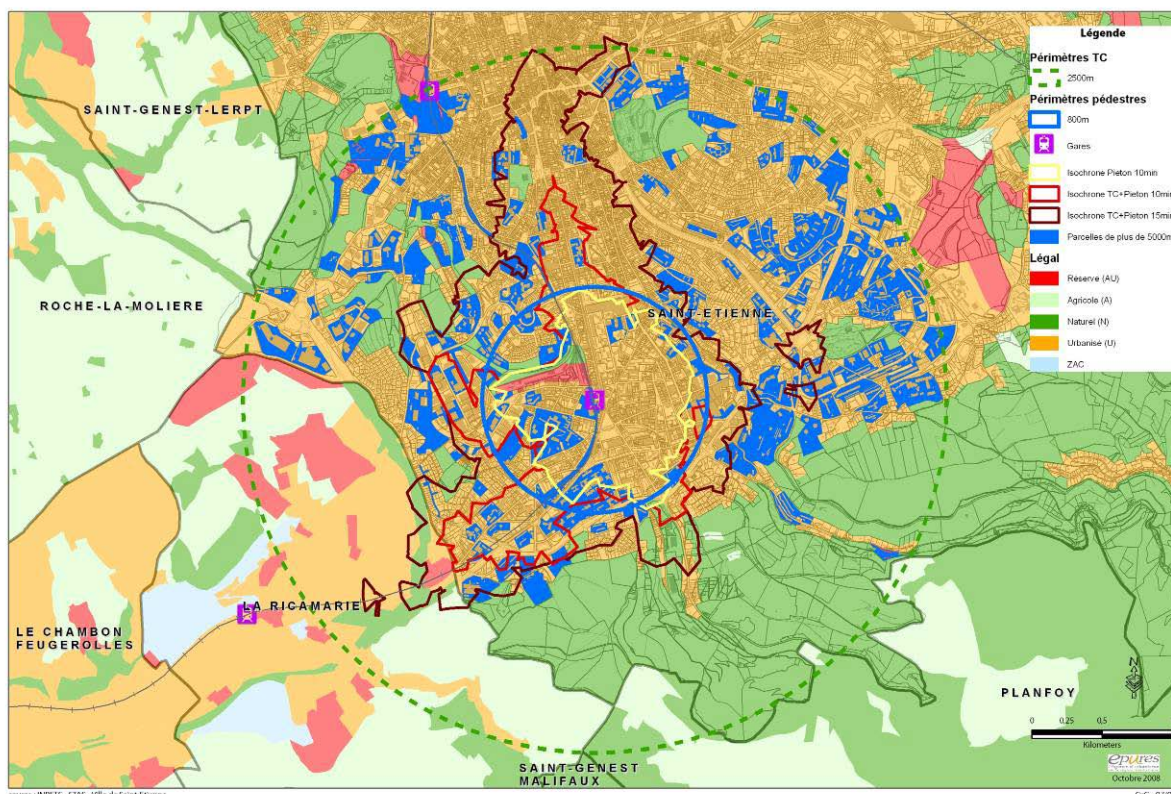 SAINT-GENEST-LERPT
ROCHE-LA-MOLIERE
SAINT-ETIENNE
LA RICAMARIE
LE CHAMBON
FEUGEROLLES
PLANFOY
SAINT-GENEST
MALIFAUX
Légende
Périmètres TC
2500m
Périmètres pédestres
800m
Gares
Isochrone Pieton 10min
Isochrone TC+Pieton 10min
Isochrone TC+Pieton 15min
Parcelles de plus de 5000m
Légal
Réserve (AU)
Agricole (A)
Naturel (N)
Urbanisé (U)
ZAC
N
0 0,25 0,5
Kilometers
epures
Octobre 2008